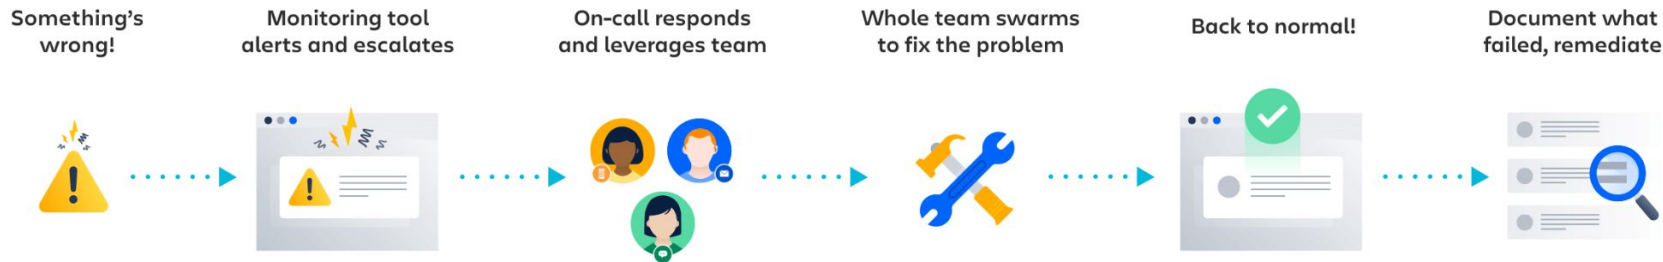 Something's
wrong!
Monitoring tool
alerts and escalates
On-call responds
and leverages team
Whole team swarms
to fix the problem
Back to normal!
Document what
failed, remediate